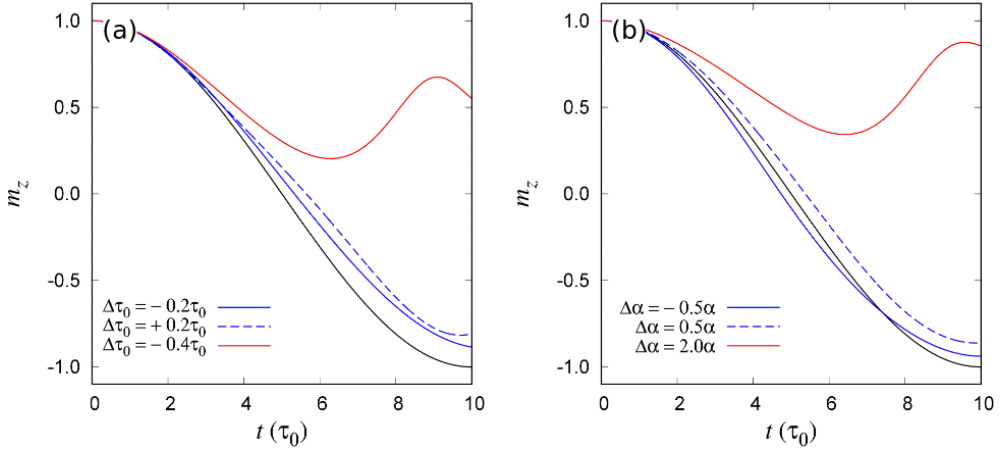 (a)
1.0
0.5
0.0
-0.5
-1.0
m_z
Δτ₀ = − 0.2τ₀
Δτ₀ = + 0.2τ₀
Δτ₀ = − 0.4τ₀
0 2 4 6 8 10
t (τ₀)
(b)
1.0
0.5
0.0
-0.5
-1.0
m_z
Δα = − 0.5α
Δα = 0.5α
Δα = 2.0α
0 2 4 6 8 10
t (τ₀)